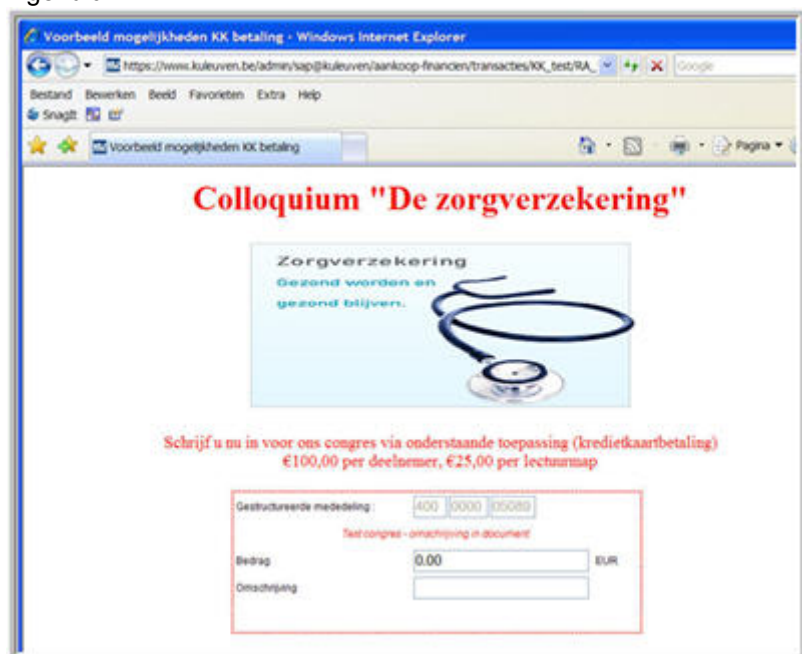 Voorbeeld mogelijkheden KK betaling - Windows Internet Explorer
https://www.kuleuven.be/admin/sap@kuleuven/aankoop-financien/transacties/KK_test/RA_
Google
Bestand Bewerken Beeld Favorieten Extra Help
SnagIt
Voorbeeld mogelijkheden KK betaling
Pagina
Colloquium "De zorgverzekering"
Zorgverzekering
Gezond worden en
gezond blijven.
Schrijf u nu in voor ons congres via onderstaande toepassing (kredietkaartbetaling)
€100,00 per deelnemer, €25,00 per lectuurmap
Gestructureerde mededeling : 400 0000 05089
Test congres - omschrijving in document
Bedrag 0.00 EUR
Omschrijving